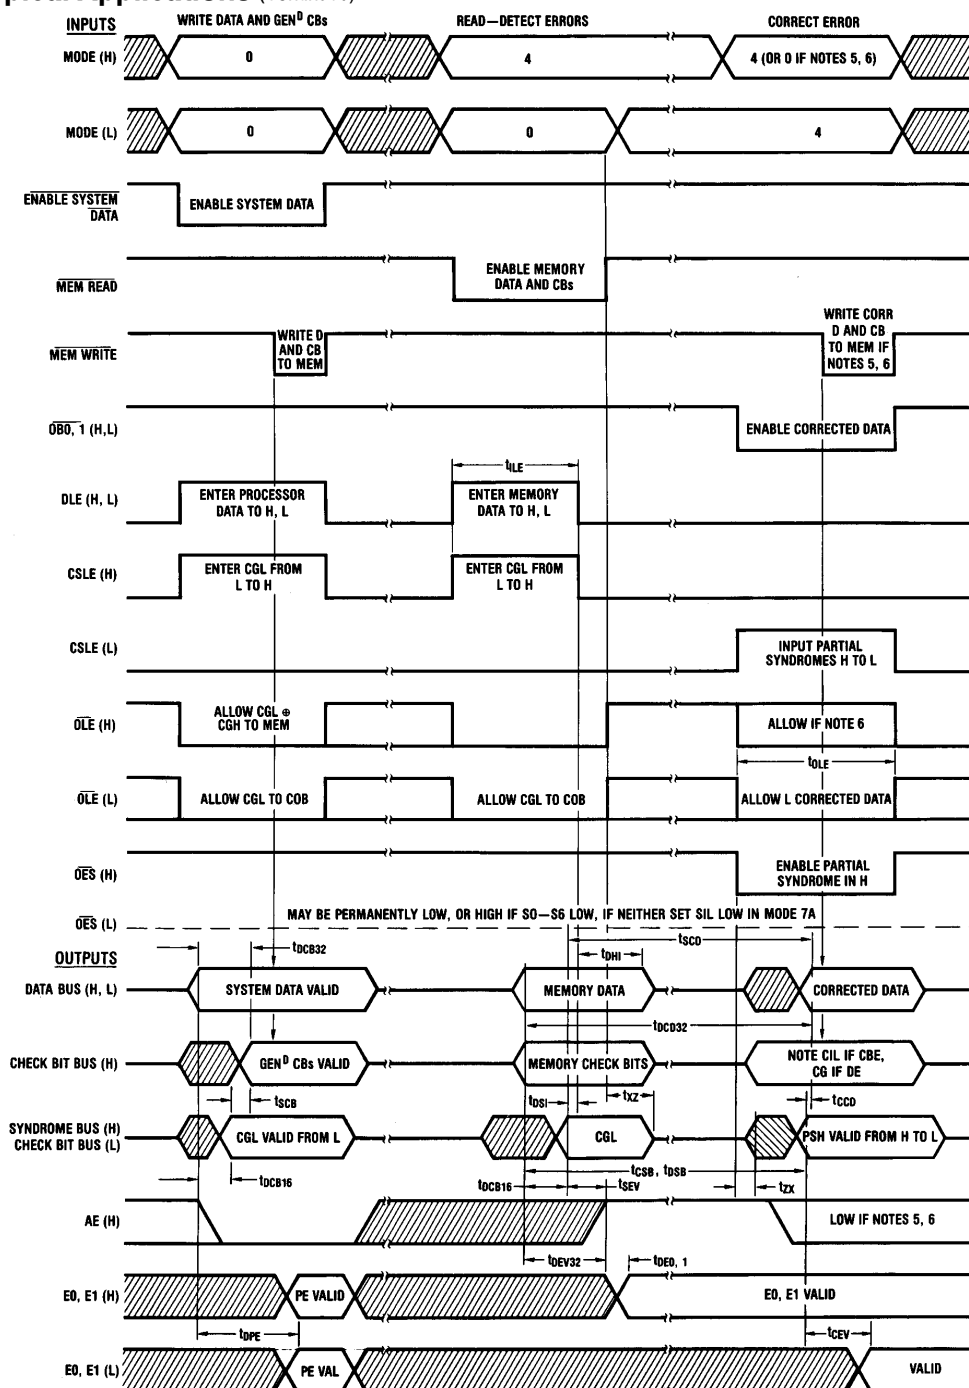 INPUTS
WRITE DATA AND GENᴰ CBs
READ—DETECT ERRORS
CORRECT ERROR
MODE (H)
0
4
4 (OR 0 IF NOTES 5, 6)
MODE (L)
0
0
4
ENABLE SYSTEM
DATA
ENABLE SYSTEM DATA
MEM READ
ENABLE MEMORY
DATA AND CBs
MEM WRITE
WRITE D
AND CB
TO MEM
WRITE CORR
D AND CB
TO MEM IF
NOTES 5, 6
OB0, 1 (H,L)
ENABLE CORRECTED DATA
tILE
DLE (H, L)
ENTER PROCESSOR
DATA TO H, L
ENTER MEMORY
DATA TO H, L
CSLE (H)
ENTER CGL FROM
L TO H
ENTER CGL FROM
L TO H
CSLE (L)
INPUT PARTIAL
SYNDROMES H TO L
OLE (H)
ALLOW CGL ⊕
CGH TO MEM
ALLOW IF NOTE 6
tOLE
OLE (L)
ALLOW CGL TO COB
ALLOW CGL TO COB
ALLOW L CORRECTED DATA
OES (H)
ENABLE PARTIAL
SYNDROME IN H
OES (L)
MAY BE PERMANENTLY LOW, OR HIGH IF S0—S6 LOW, IF NEITHER SET SIL LOW IN MODE 7A
OUTPUTS
tDCB32
tSCD
tDHI
DATA BUS (H, L)
SYSTEM DATA VALID
MEMORY DATA
CORRECTED DATA
tDCD32
CHECK BIT BUS (H)
GENᴰ CBs VALID
MEMORY CHECK BITS
NOTE CIL IF CBE,
CG IF DE
tSCB
tDSI
tXZ
tCCD
SYNDROME BUS (H)
CHECK BIT BUS (L)
CGL VALID FROM L
CGL
PSH VALID FROM H TO L
tCSB, tDSB
tDCB16
tDCB16
tSEV
tZX
AE (H)
LOW IF NOTES 5, 6
tDEV32
tDE0, 1
E0, E1 (H)
PE VALID
E0, E1 VALID
tDPE
tCEV
E0, E1 (L)
PE VAL
VALID